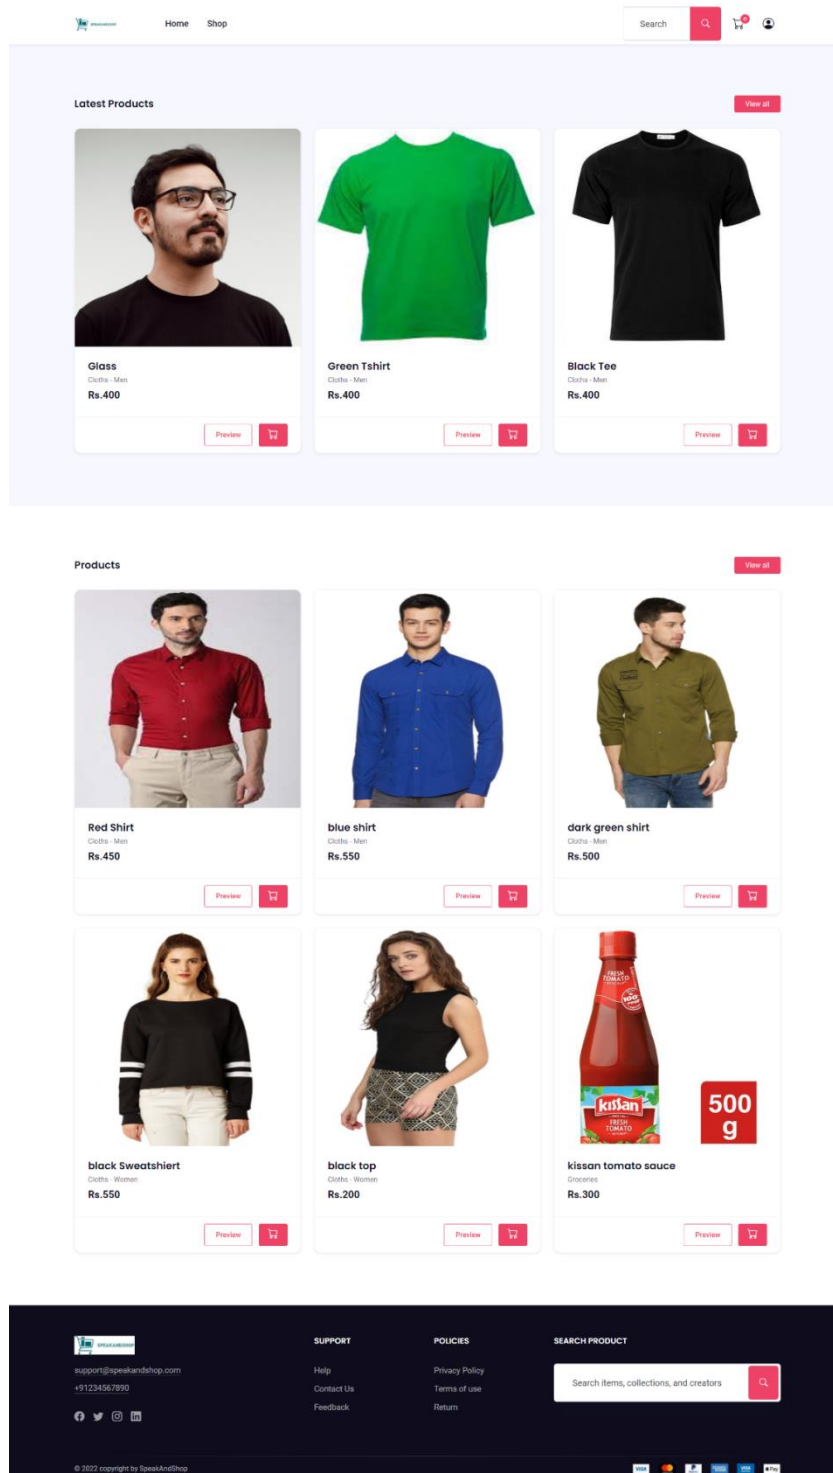 SPEAKANDSHOP
Home
Shop
Search
0
Latest Products
View all
Glass
Cloths - Men
Rs.400
Preview
Green Tshirt
Cloths - Men
Rs.400
Preview
Black Tee
Cloths - Men
Rs.400
Preview
Products
View all
Red Shirt
Cloths - Men
Rs.450
Preview
blue shirt
Cloths - Men
Rs.550
Preview
dark green shirt
Cloths - Men
Rs.500
Preview
black Sweatshiert
Cloths - Women
Rs.550
Preview
black top
Cloths - Women
Rs.200
Preview
FRESH
TOMATO
100%
kissan
FRESH
TOMATO
500
g
kissan tomato sauce
Groceries
Rs.300
Preview
SPEAKANDSHOP
support@speakandshop.com
+91234567890
SUPPORT
Help
Contact Us
Feedback
POLICIES
Privacy Policy
Terms of use
Return
SEARCH PRODUCT
Search items, collections, and creators
© 2022 copyright by SpeakAndShop
VISA
VISA
Pay